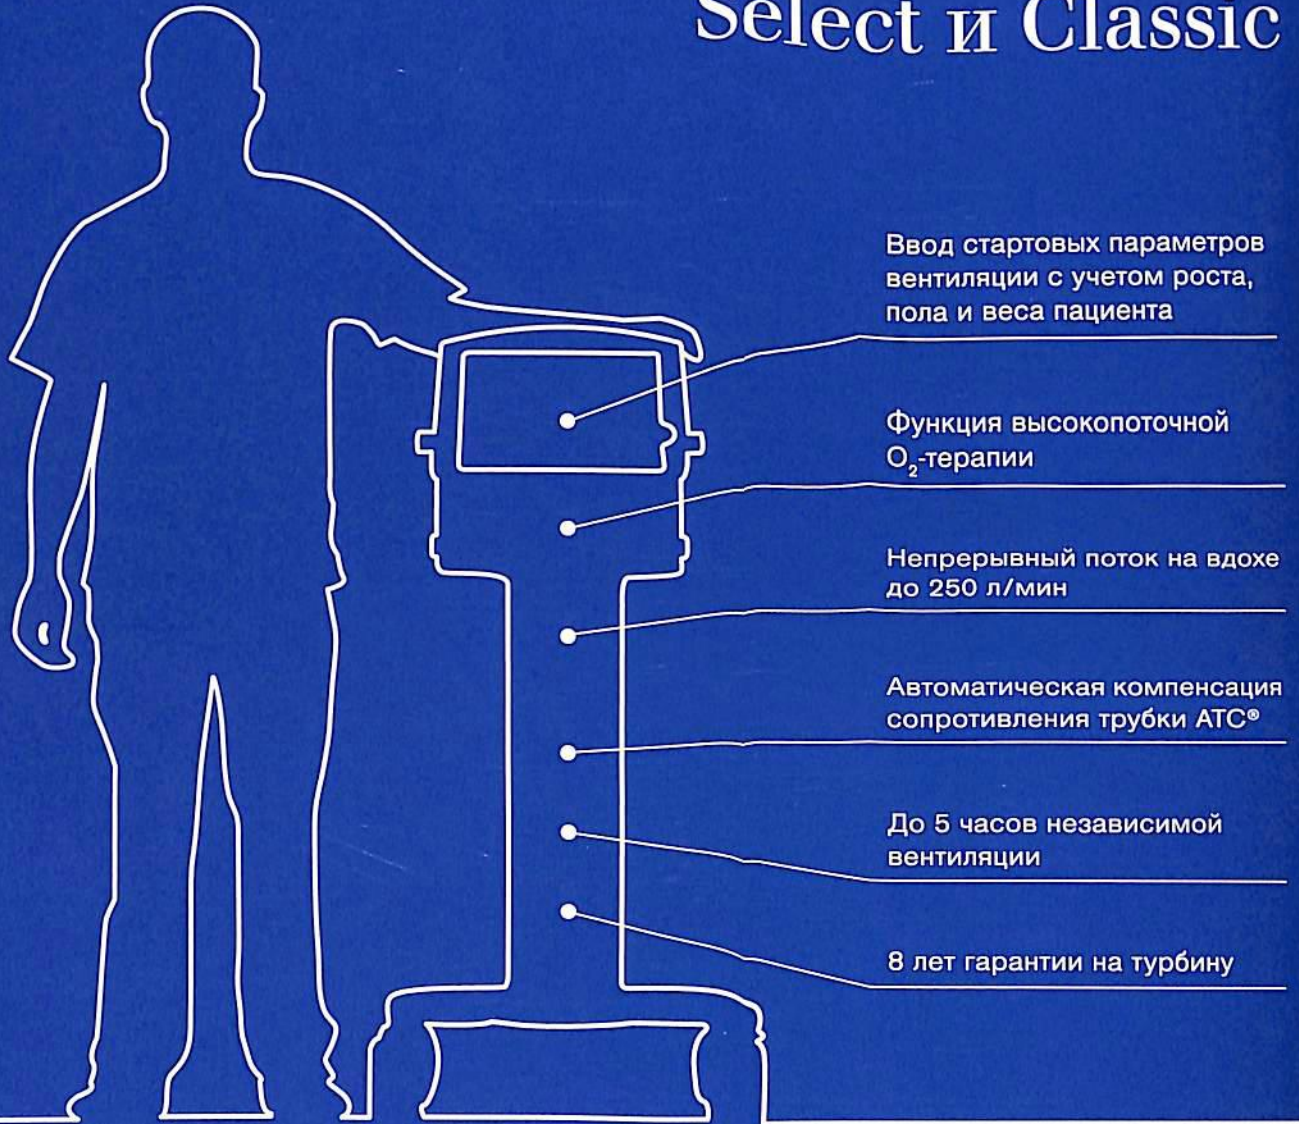 Select и Classic
Ввод стартовых параметров
вентиляции с учетом роста,
пола и веса пациента
Функция высокопоточной
O₂-терапии
Непрерывный поток на вдохе
до 250 л/мин
Автоматическая компенсация
сопротивления трубки ATC®
До 5 часов независимой
вентиляции
8 лет гарантии на турбину